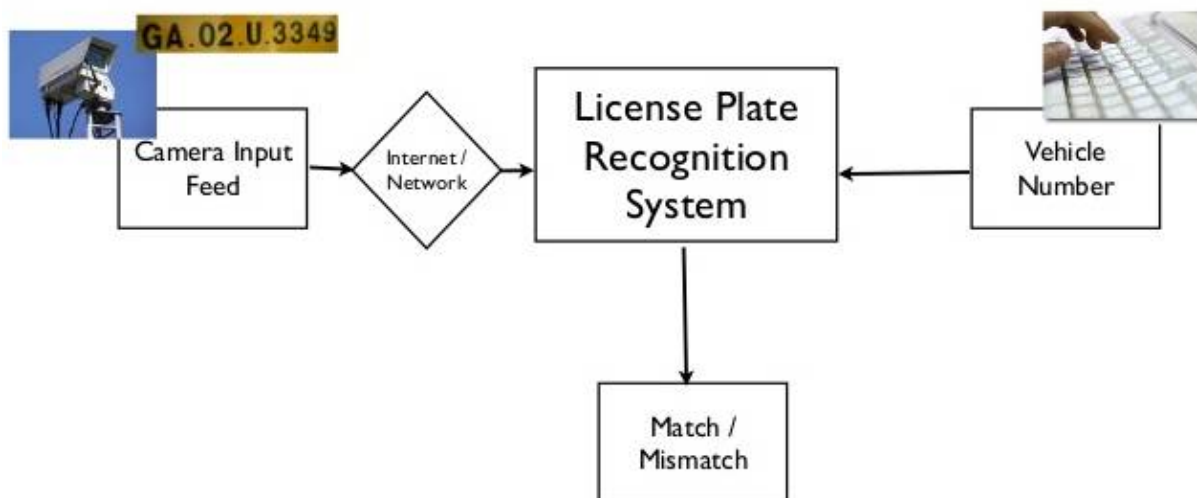 GA.02.U.3349
Camera Input
Feed
Internet /
Network
License Plate
Recognition
System
Vehicle
Number
Match /
Mismatch